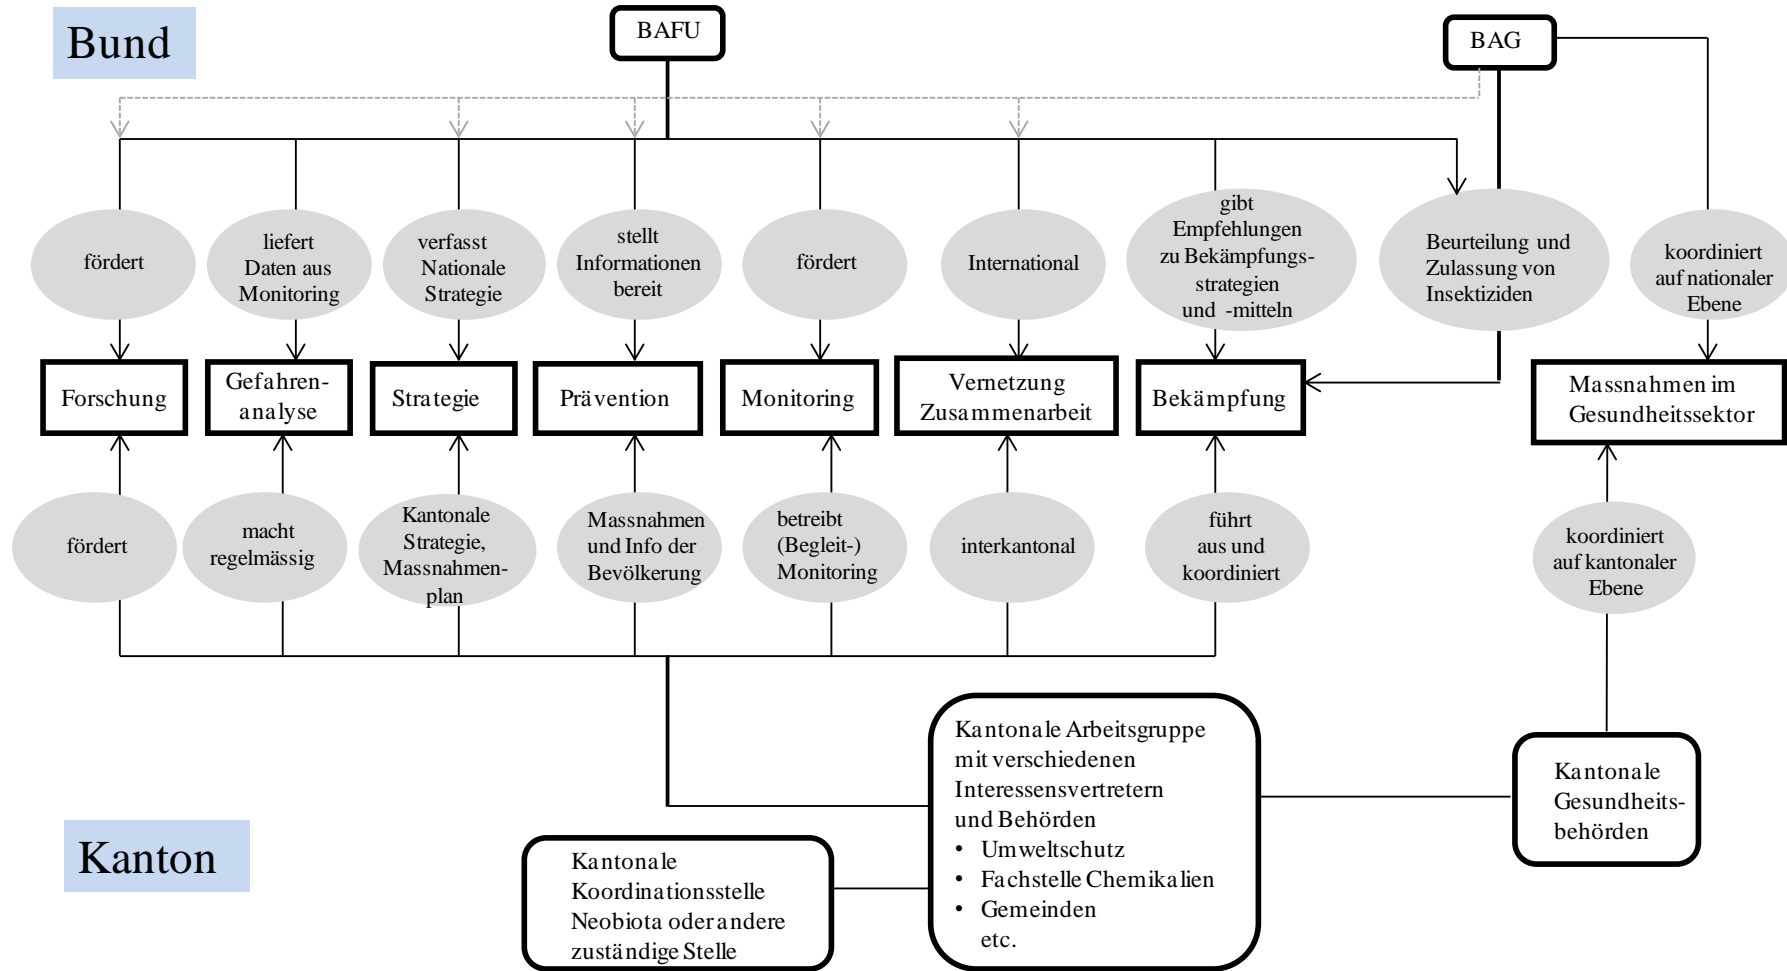 Bund
BAFU
BAG
fördert
liefert
Daten aus
Monitoring
verfasst
Nationale
Strategie
stellt
Informationen
bereit
fördert
International
gibt
Empfehlungen
zu Bekämpfungs-
strategien
und -mitteln
Beurteilung und
Zulassung von
Insektiziden
koordiniert
auf nationaler
Ebene
Forschung
Gefahren-
analyse
Strategie
Prävention
Monitoring
Vernetzung
Zusammenarbeit
Bekämpfung
Massnahmen im
Gesundheitssektor
fördert
macht
regelmässig
Kantonale
Strategie,
Massnahmen-
plan
Massnahmen
und Info der
Bevölkerung
betreibt
(Begleit-)
Monitoring
interkantonal
führt
aus und
koordiniert
koordiniert
auf kantonaler
Ebene
Kanton
Kantonale
Koordinationsstelle
Neobiota oder andere
zuständige Stelle
Kantonale Arbeitsgruppe
mit verschiedenen
Interessensvertretern
und Behörden
• Umweltschutz
• Fachstelle Chemikalien
• Gemeinden
etc.
Kantonale
Gesundheits-
behörden